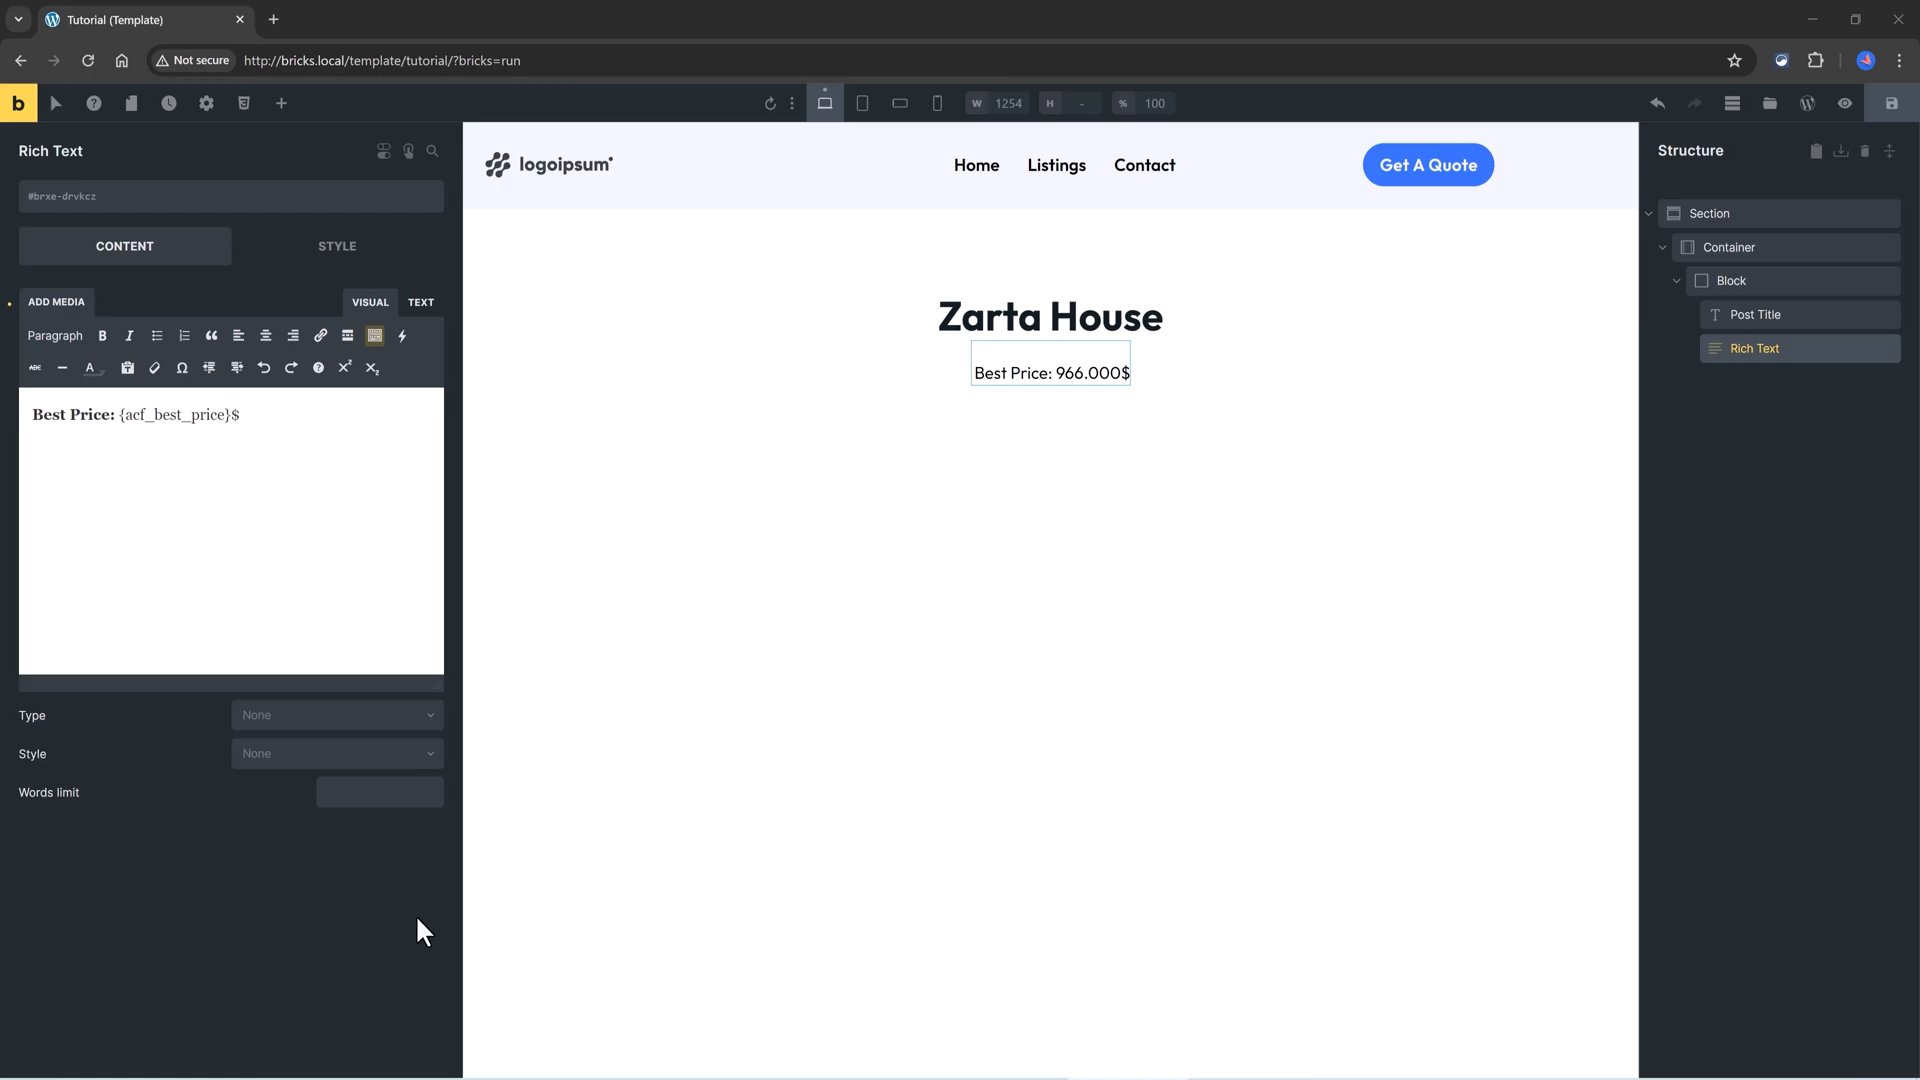 Tutorial (Template)
Not secure
http://bricks.local/template/tutorial/?bricks=run
b
W 1254 H - % 100
Rich Text
#brxe-drvkcz
CONTENT STYLE
ADD MEDIA VISUAL TEXT
Paragraph B I
ABC A Ω
Best Price: {acf_best_price}$
Type None
Style None
Words limit
logoipsum
Home Listings Contact
Get A Quote
Zarta House
Best Price: 966.000$
Structure
Section
Container
Block
Post Title
Rich Text